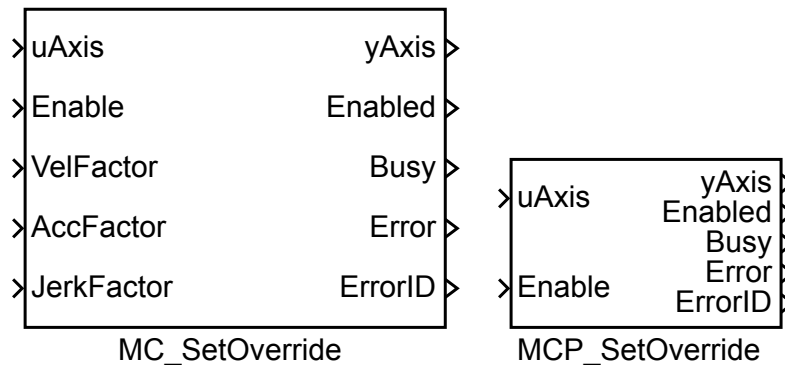 uAxis yAxis
Enable Enabled
VelFactor Busy
AccFactor Error
JerkFactor ErrorID
MC_SetOverride
uAxis yAxis
Enabled
Busy
Enable Error
ErrorID
MCP_SetOverride